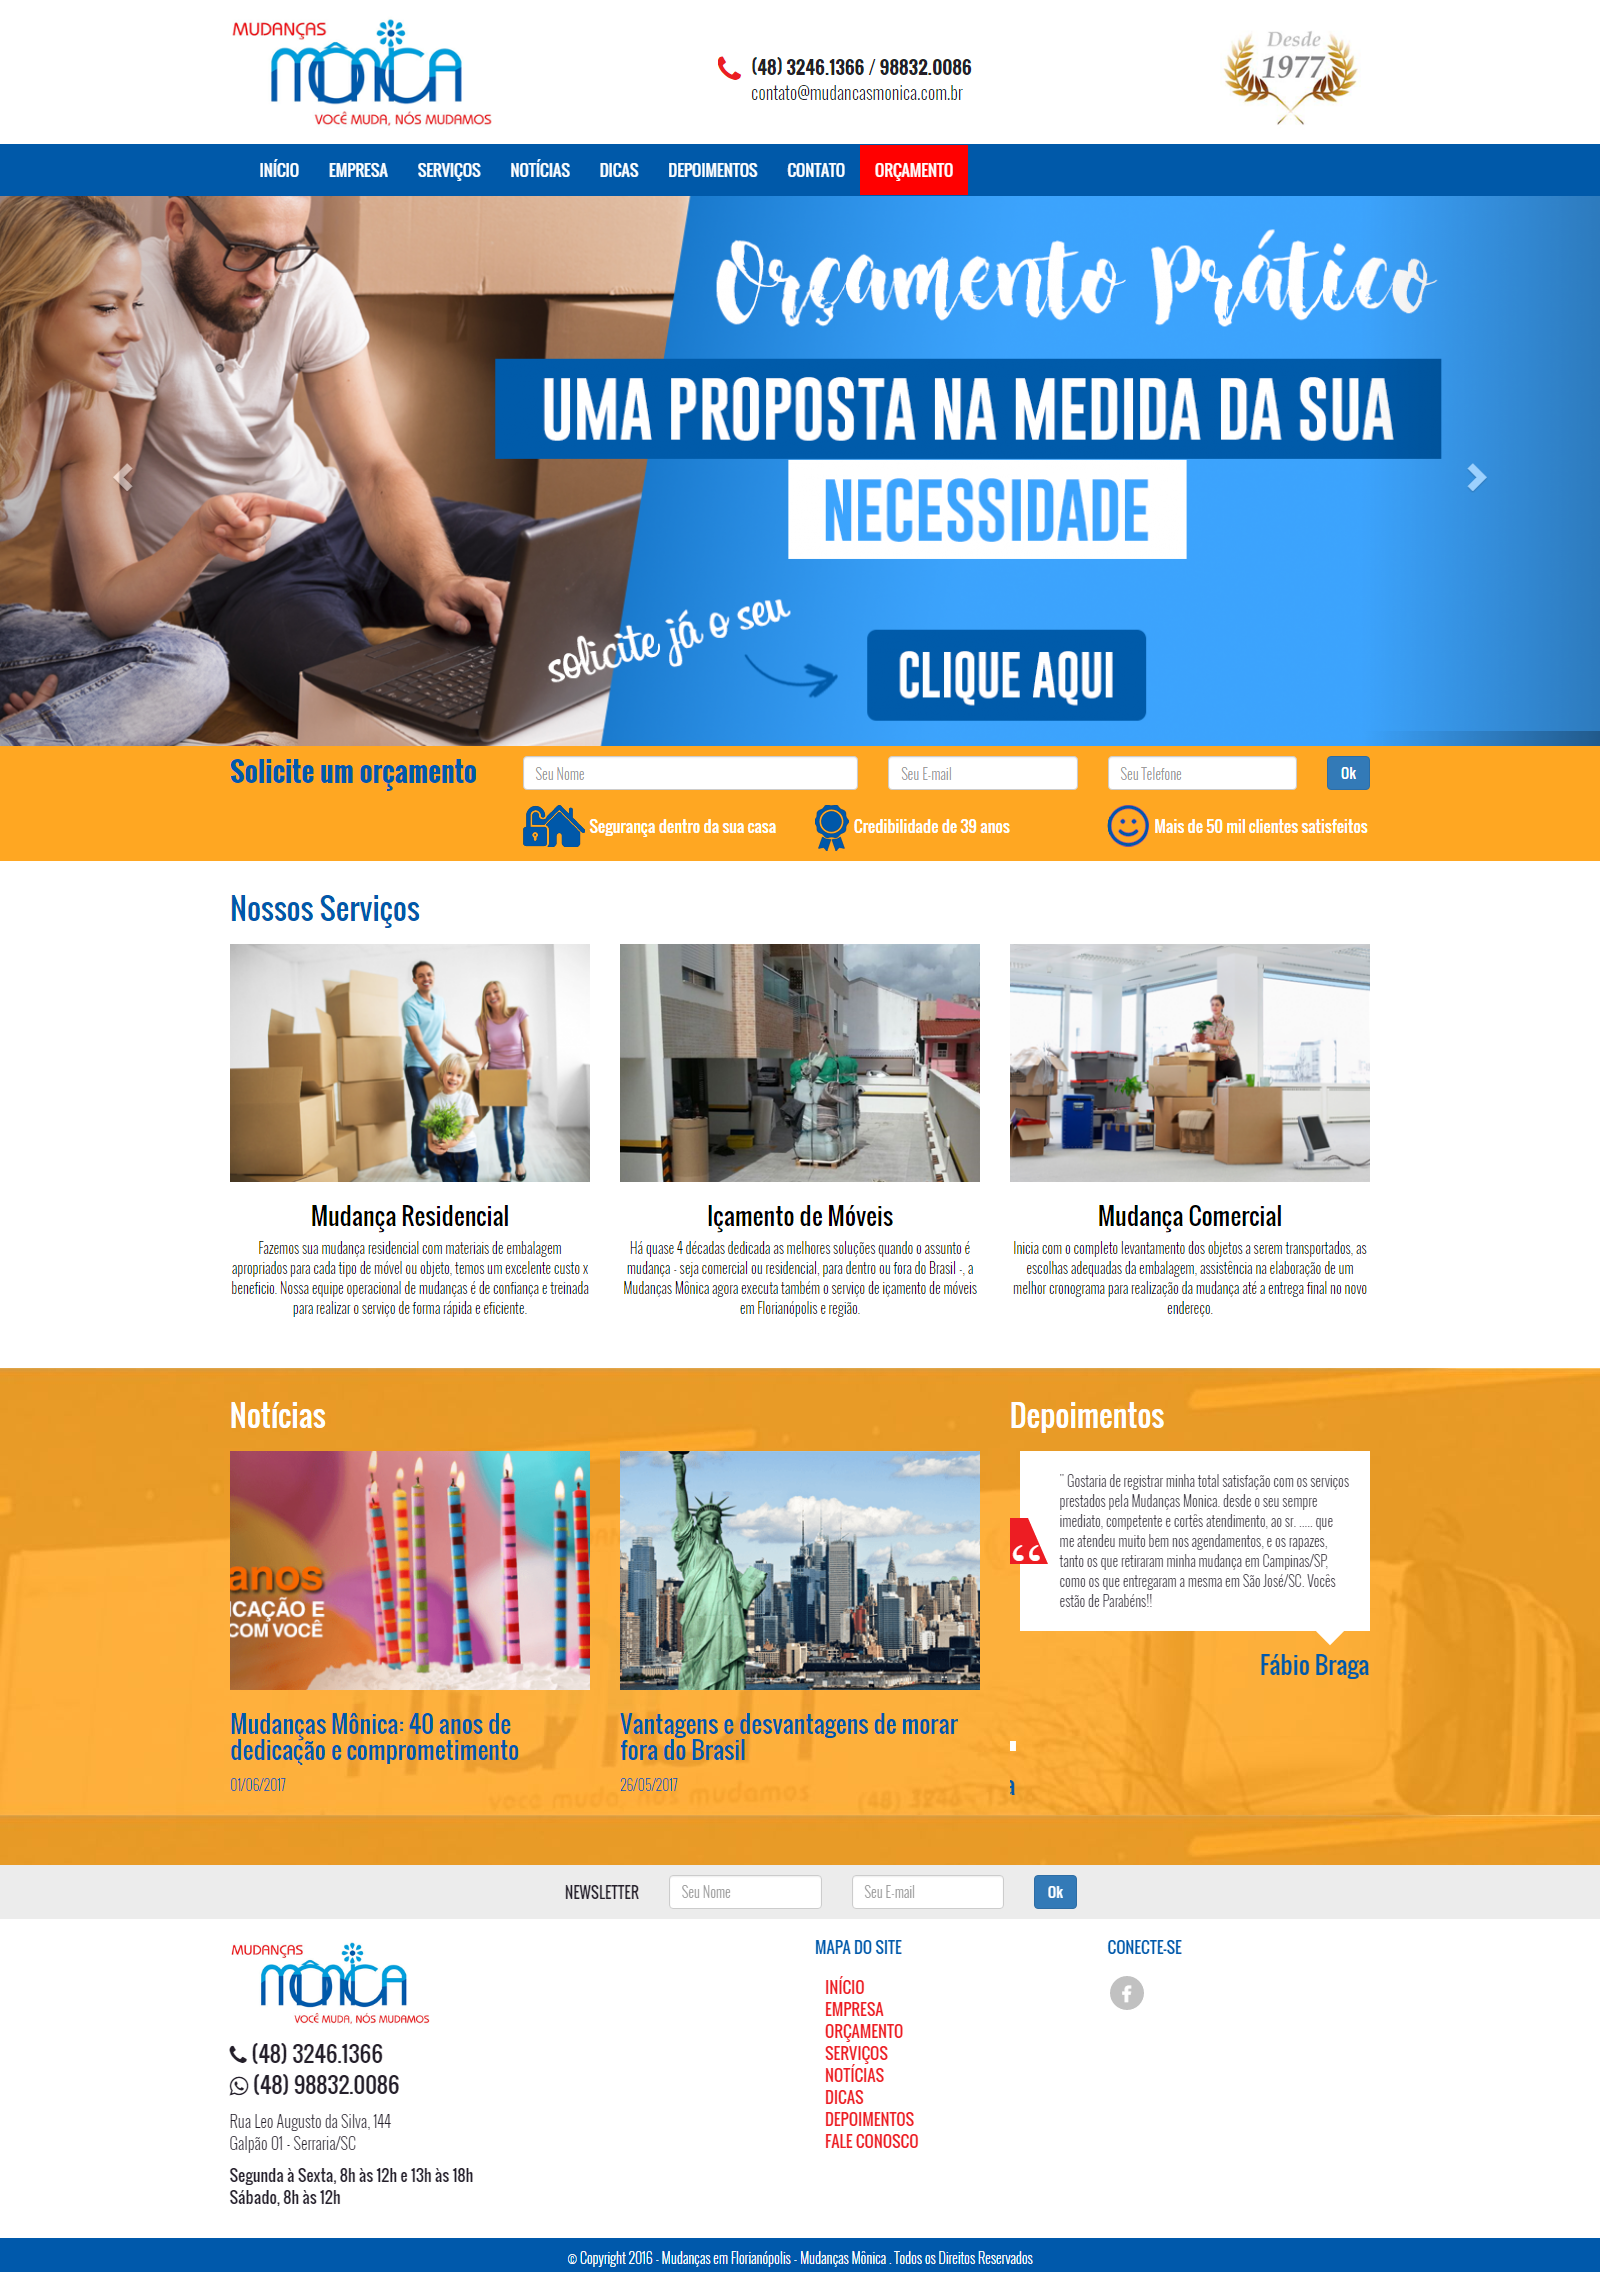 MUDANÇAS
MÔNICA
VOCÊ MUDA, NÓS MUDAMOS
(48) 3246.1366 / 98832.0086
contato@mudancasmonica.com.br
Desde
1977
INÍCIO EMPRESA SERVIÇOS NOTÍCIAS DICAS DEPOIMENTOS CONTATO ORÇAMENTO
Orçamento Prático
UMA PROPOSTA NA MEDIDA DA SUA
NECESSIDADE
solicite já o seu
CLIQUE AQUI
Solicite um orçamento
Seu Nome
Seu E-mail
Seu Telefone
Ok
Segurança dentro da sua casa
Credibilidade de 39 anos
Mais de 50 mil clientes satisfeitos
Nossos Serviços
Mudança Residencial
Fazemos sua mudança residencial com materiais de embalagem
apropriados para cada tipo de móvel ou objeto, temos um excelente custo x
benefício. Nossa equipe operacional de mudanças é de confiança e treinada
para realizar o serviço de forma rápida e eficiente.
Içamento de Móveis
Há quase 4 décadas dedicada as melhores soluções quando o assunto é
mudança - seja comercial ou residencial, para dentro ou fora do Brasil -, a
Mudanças Mônica agora executa também o serviço de içamento de móveis
em Florianópolis e região.
Mudança Comercial
Inicia com o completo levantamento dos objetos a serem transportados, as
escolhas adequadas da embalagem, assistência na elaboração de um
melhor cronograma para realização da mudança até a entrega final no novo
endereço.
Notícias
anos
ICAÇÃO E
COM VOCÊ
Mudanças Mônica: 40 anos de
dedicação e comprometimento
01/06/2017
Vantagens e desvantagens de morar
fora do Brasil
26/05/2017
Depoimentos
" Gostaria de registrar minha total satisfação com os serviços
prestados pela Mudanças Monica. desde o seu sempre
imediato, competente e cortês atendimento, ao sr. ..... que
me atendeu muito bem nos agendamentos, e os rapazes,
tanto os que retiraram minha mudança em Campinas/SP,
como os que entregaram a mesma em São José/SC. Vocês
estão de Parabéns!!
Fábio Braga
a
você muda, nós mudamos
(48) 3246 - 1366
NEWSLETTER
Seu Nome
Seu E-mail
Ok
MUDANÇAS
MÔNICA
VOCÊ MUDA, NÓS MUDAMOS
(48) 3246.1366
(48) 98832.0086
Rua Leo Augusto da Silva, 144
Galpão 01 - Serraria/SC
Segunda à Sexta, 8h às 12h e 13h às 18h
Sábado, 8h às 12h
MAPA DO SITE
INÍCIO
EMPRESA
ORÇAMENTO
SERVIÇOS
NOTÍCIAS
DICAS
DEPOIMENTOS
FALE CONOSCO
CONECTE-SE
© Copyright 2016 - Mudanças em Florianópolis - Mudanças Mônica . Todos os Direitos Reservados